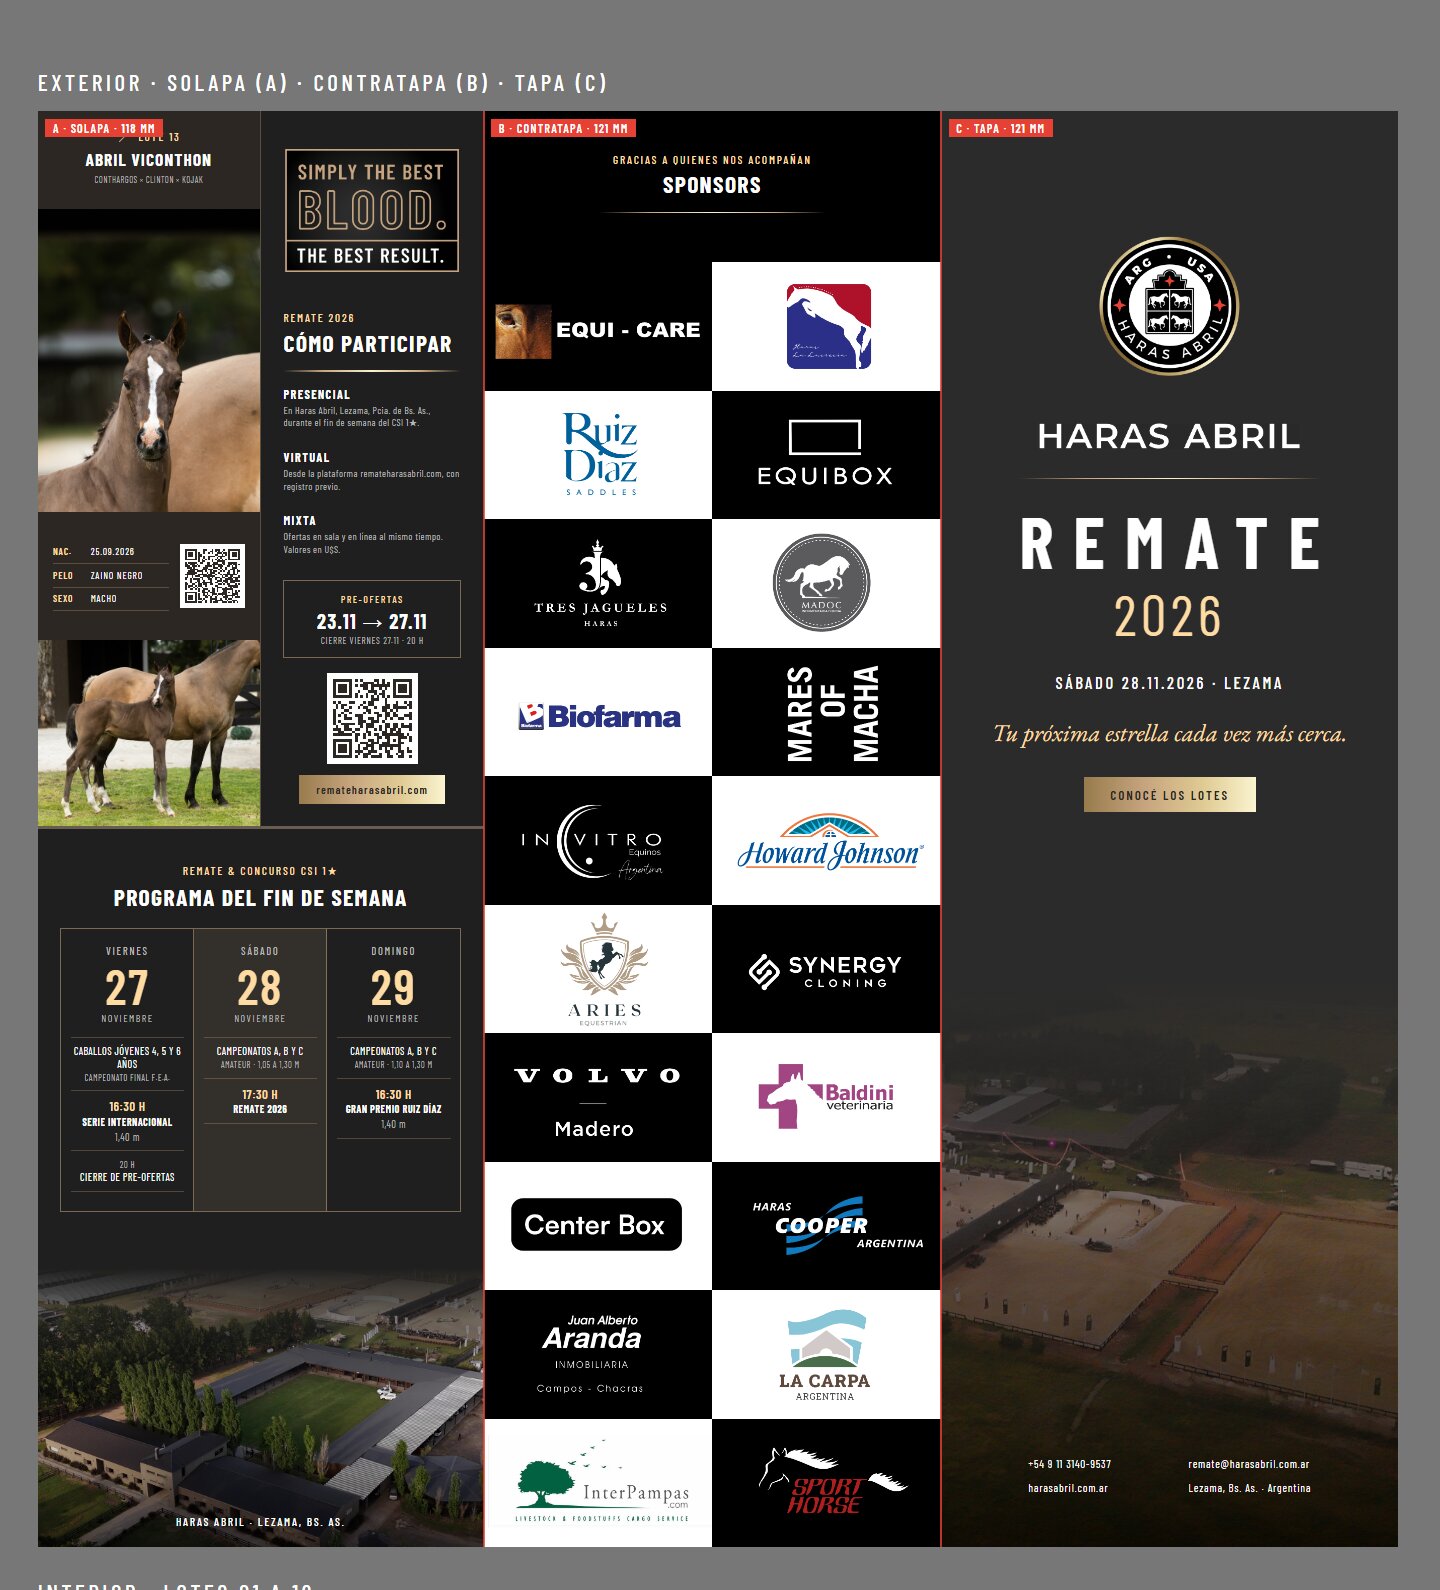 EXTERIOR · SOLAPA (A) · CONTRATAPA (B) · TAPA (C)
A · SOLAPA · 118 MM
LOTE 13
ABRIL VICONTHON
CONTHARGOS × CLINTON × KOJAK
NAC. 25.09.2026
PELO ZAINO NEGRO
SEXO MACHO
SIMPLY THE BEST
BLOOD.
THE BEST RESULT.
REMATE 2026
CÓMO PARTICIPAR
PRESENCIAL
En Haras Abril, Lezama, Pcia. de Bs. As.,
durante el fin de semana del CSI 1★.
VIRTUAL
Desde la plataforma remateharasabril.com, con
registro previo.
MIXTA
Ofertas en sala y en línea al mismo tiempo.
Valores en U$S.
PRE-OFERTAS
23.11 → 27.11
CIERRE VIERNES 27.11 · 20 H
remateharasabril.com
REMATE & CONCURSO CSI 1★
PROGRAMA DEL FIN DE SEMANA
VIERNES
27
NOVIEMBRE
CABALLOS JÓVENES 4, 5 Y 6
AÑOS
CAMPEONATO FINAL F.E.A.
16:30 H
SERIE INTERNACIONAL
1,40 m
20 H
CIERRE DE PRE-OFERTAS
SÁBADO
28
NOVIEMBRE
CAMPEONATOS A, B Y C
AMATEUR · 1,05 A 1,30 M
17:30 H
REMATE 2026
DOMINGO
29
NOVIEMBRE
CAMPEONATOS A, B Y C
AMATEUR · 1,10 A 1,30 M
16:30 H
GRAN PREMIO RUIZ DÍAZ
1,40 m
HARAS ABRIL · LEZAMA, BS. AS.
B · CONTRATAPA · 121 MM
GRACIAS A QUIENES NOS ACOMPAÑAN
SPONSORS
EQUI - CARE
Haras
La Lucricia
Ruiz
Díaz
SADDLES
EQUIBOX
TRES JAGUELES
HARAS
MADOC
Biofarma
Biofarma
MARES
OF
MACHA
INVITRO
Equinos
Argentina
Howard Johnson®
ARIES
EQUESTRIAN
SYNERGY
CLONING
VOLVO
Madero
Baldini
veterinaria
Center Box
HARAS
COOPER
ARGENTINA
Juan Alberto
Aranda
INMOBILIARIA
Campos - Chacras
LA CARPA
ARGENTINA
InterPampas
.com
LIVESTOCK & FOODSTUFFS CARGO SERVICE
SPORT
HORSE
C · TAPA · 121 MM
ARG · USA
HARAS ABRIL
HARAS ABRIL
REMATE
2026
SÁBADO 28.11.2026 · LEZAMA
Tu próxima estrella cada vez más cerca.
CONOCÉ LOS LOTES
+54 9 11 3140-9537
remate@harasabril.com.ar
harasabril.com.ar
Lezama, Bs. As. · Argentina
INTERIOR · LOTES 01 A 12